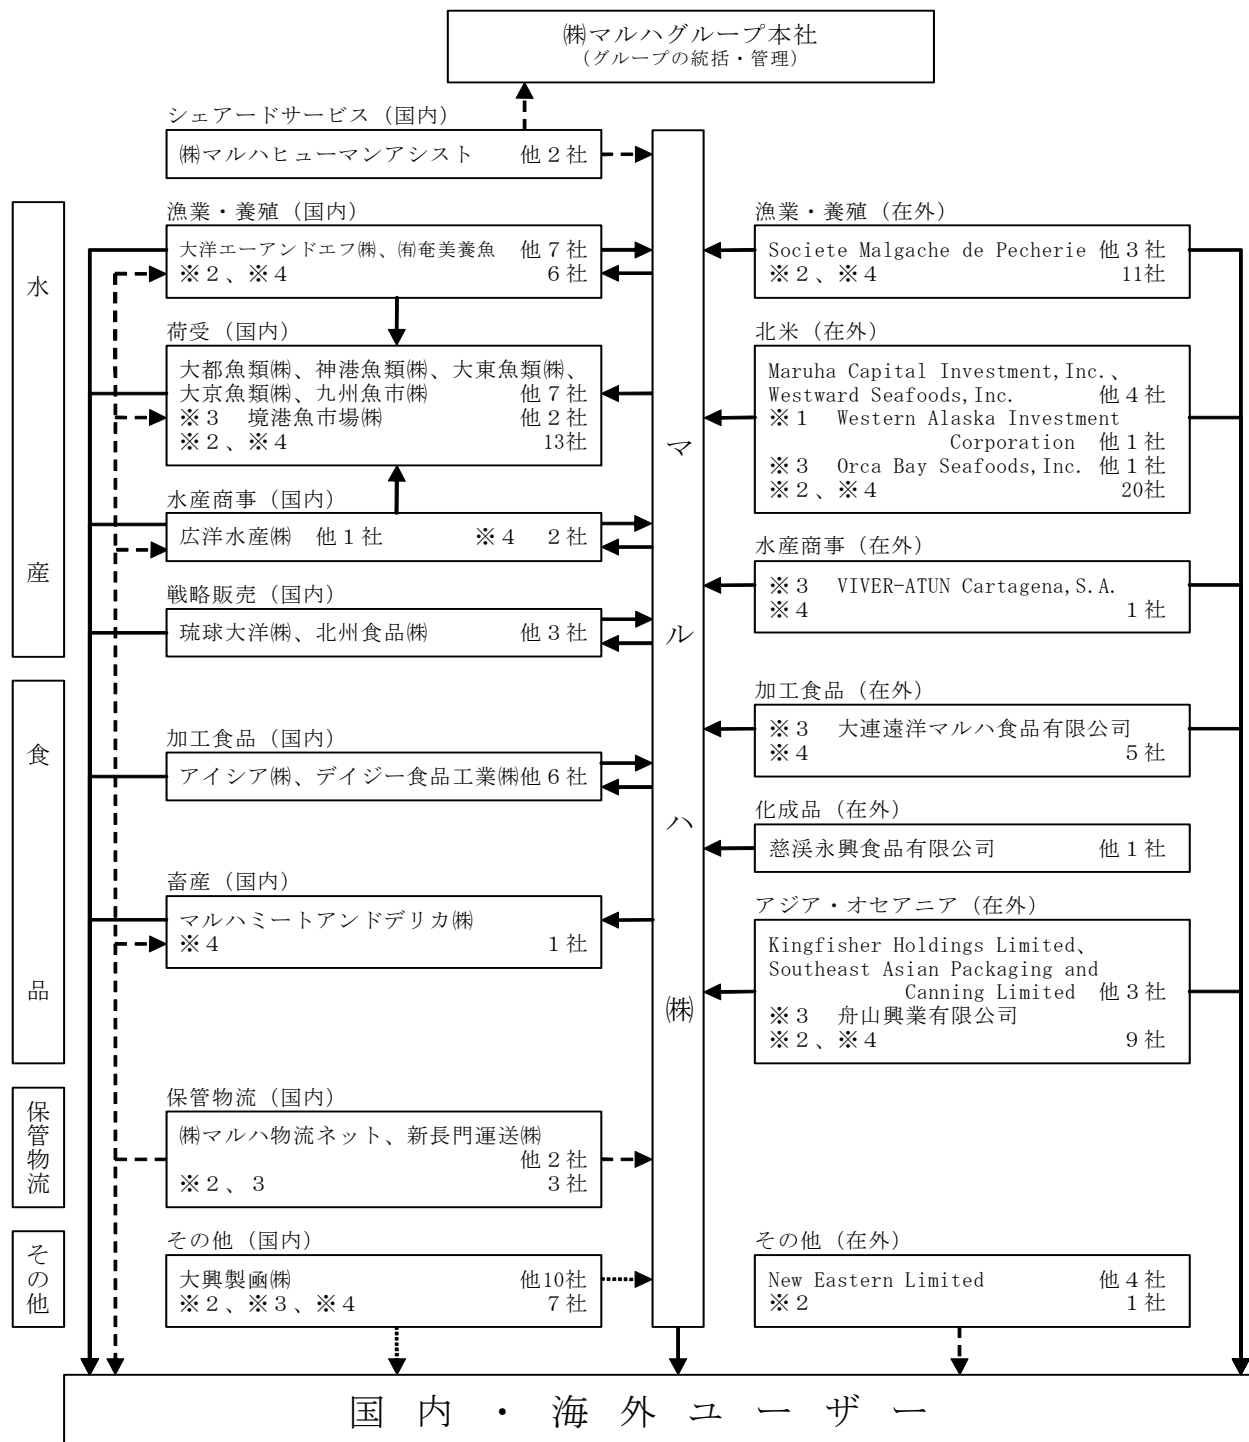 ㈱マルハグループ本社
（グループの統括・管理）
シェアードサービス（国内）
㈱マルハヒューマンアシスト 他２社
水産
漁業・養殖（国内）
大洋エーアンドエフ㈱、㈲奄美養魚 他７社
※２、※４ ６社
荷受（国内）
大都魚類㈱、神港魚類㈱、大東魚類㈱、
大京魚類㈱、九州魚市㈱ 他７社
※３ 境港魚市場㈱ 他２社
※２、※４ 13社
水産商事（国内）
広洋水産㈱ 他１社 ※４ ２社
戦略販売（国内）
琉球大洋㈱、北州食品㈱ 他３社
食品
加工食品（国内）
アイシア㈱、デイジー食品工業㈱他６社
畜産（国内）
マルハミートアンドデリカ㈱
※４ １社
保管物流
保管物流（国内）
㈱マルハ物流ネット、新長門運送㈱
他２社
※２、３ ３社
その他
その他（国内）
大興製凾㈱ 他10社
※２、※３、※４ ７社
マルハ㈱
漁業・養殖（在外）
Societe Malgache de Pecherie 他３社
※２、※４ 11社
北米（在外）
Maruha Capital Investment,Inc.、
Westward Seafoods,Inc. 他４社
※１ Western Alaska Investment
Corporation 他１社
※３ Orca Bay Seafoods,Inc. 他１社
※２、※４ 20社
水産商事（在外）
※３ VIVER-ATUN Cartagena,S.A.
※４ １社
加工食品（在外）
※３ 大連遠洋マルハ食品有限公司
※４ ５社
化成品（在外）
慈渓永興食品有限公司 他１社
アジア・オセアニア（在外）
Kingfisher Holdings Limited、
Southeast Asian Packaging and
Canning Limited 他３社
※３ 舟山興業有限公司
※２、※４ ９社
その他（在外）
New Eastern Limited 他４社
※２ １社
国内・海外ユーザー